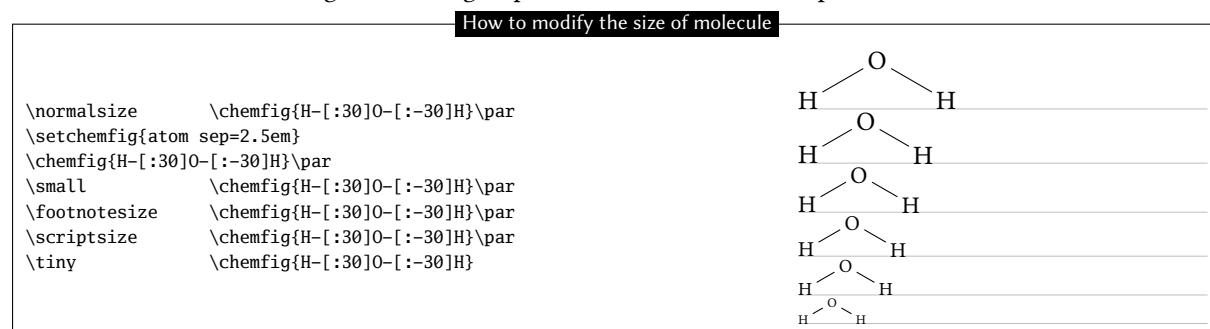 How to modify the size of molecule
\normalsize \chemfig{H-[:30]O-[:-30]H}\par
\setchemfig{atom sep=2.5em}
\chemfig{H-[:30]O-[:-30]H}\par
\small \chemfig{H-[:30]O-[:-30]H}\par
\footnotesize \chemfig{H-[:30]O-[:-30]H}\par
\scriptsize \chemfig{H-[:30]O-[:-30]H}\par
\tiny \chemfig{H-[:30]O-[:-30]H}
O
H H
O
H H
O
H H
O
H H
O
H H
O
H H